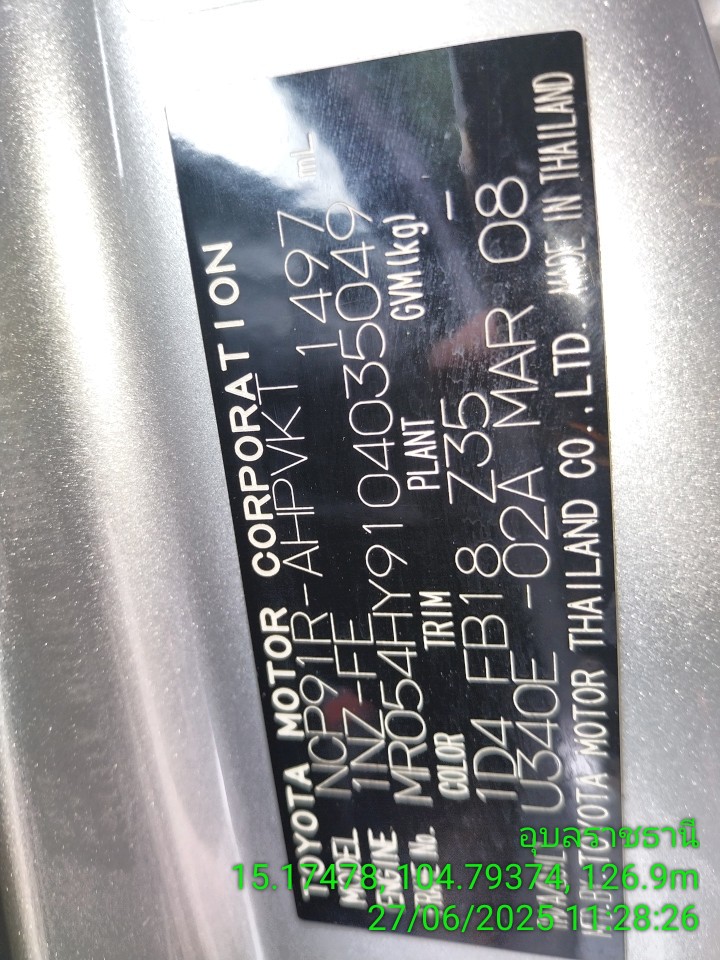 TOYOTA MOTOR CORPORATION
MODEL NCP91R-AHPVKT 1497 mL
ENGINE 1NZ-FE
MR054HY9104035049
COLOR TRIM PLANT GVM(kg)
1D4 FB18 Z35 -
U340E -02A MAR 08
TOYOTA MOTOR THAILAND CO.,LTD. MADE IN THAILAND
อุบลราชธานี
15.17478, 104.79374, 126.9m
27/06/2025 11:28:26